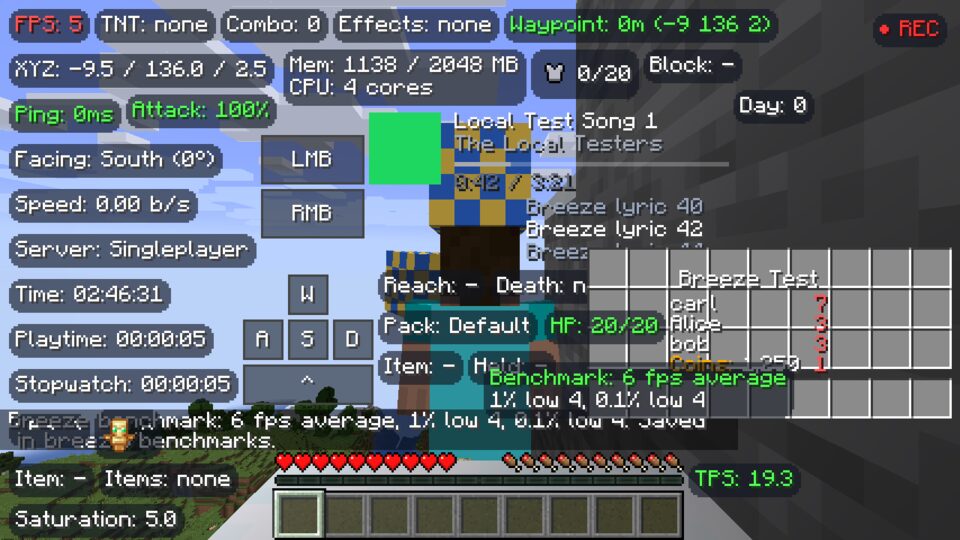 FPS: 5
TNT: none
Combo: 0
Effects: none
Waypoint: 0m (-9 136 2)
REC
XYZ: -9.5 / 136.0 / 2.5
Mem: 1138 / 2048 MB
CPU: 4 cores
0/20
Block: -
Day: 0
Ping: 0ms
Attack: 100%
Local Test Song 1
The Local Testers
0:42 / 3:21
Facing: South (0°)
LMB
RMB
Speed: 0.00 b/s
Breeze lyric 40
Breeze lyric 42
Breeze lyric
Server: Singleplayer
Time: 02:46:31
W
A
S
D
^
Reach: -
Death: n
Breeze Test
carl 7
Alice 3
bob 3
Coins: 1,250 1
Pack: Default
HP: 20/20
Playtime: 00:00:05
Item: -
Held: -
Stopwatch: 00:00:05
Benchmark: 6 fps average
1% low 4, 0.1% low 4
Breeze benchmark: 6 fps average, 1% low 4, 0.1% low 4. Saved
in breeze benchmarks.
Item: -
Items: none
TPS: 19.3
Saturation: 5.0